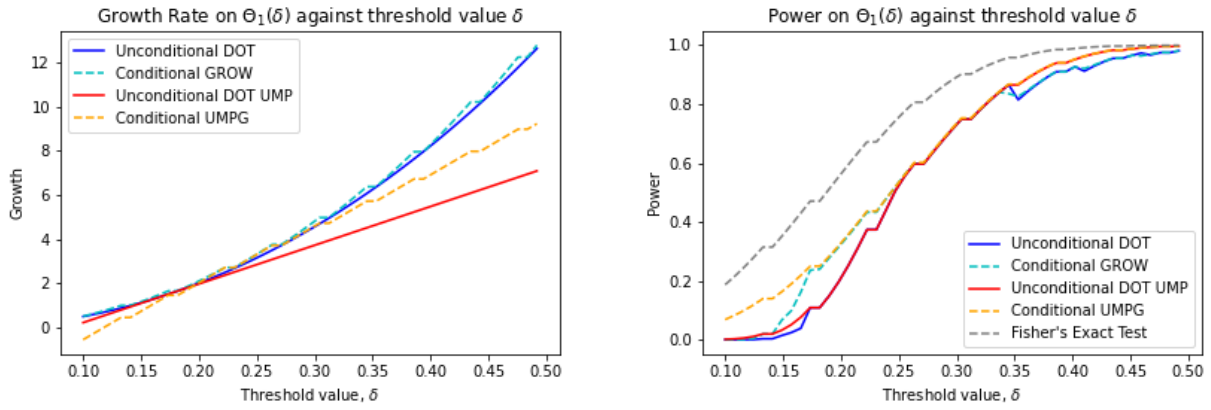 Growth Rate on Θ₁(δ) against threshold value δ
Unconditional DOT
Conditional GROW
Unconditional DOT UMP
Conditional UMPG
12
10
8
6
4
2
0
Growth
0.10 0.15 0.20 0.25 0.30 0.35 0.40 0.45 0.50
Threshold value, δ
Power on Θ₁(δ) against threshold value δ
1.0
0.8
0.6
0.4
0.2
0.0
Power
Unconditional DOT
Conditional GROW
Unconditional DOT UMP
Conditional UMPG
Fisher's Exact Test
0.10 0.15 0.20 0.25 0.30 0.35 0.40 0.45 0.50
Threshold value, δ